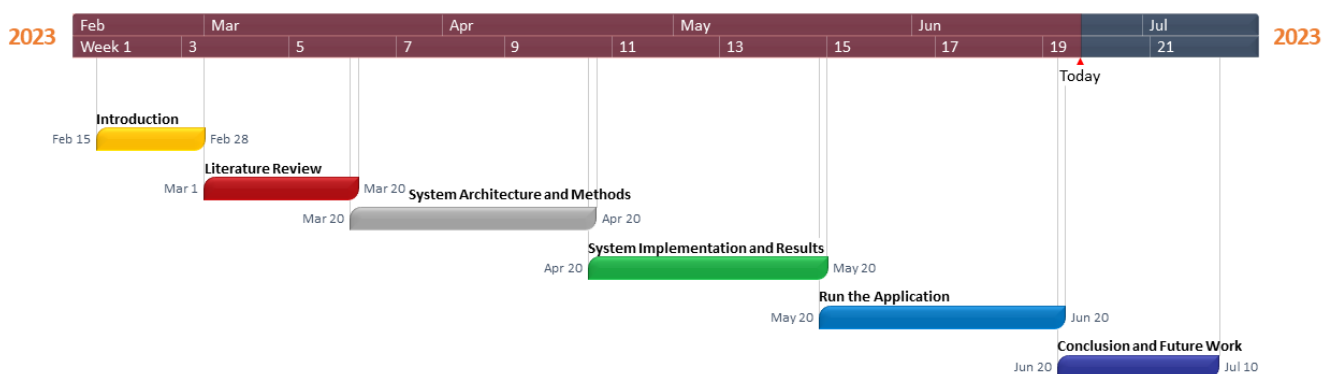 2023
Feb Mar Apr May Jun Jul
Week 1 3 5 7 9 11 13 15 17 19 21
2023
Today
Introduction
Feb 15 Feb 28
Literature Review
Mar 1 Mar 20
System Architecture and Methods
Mar 20 Apr 20
System Implementation and Results
Apr 20 May 20
Run the Application
May 20 Jun 20
Conclusion and Future Work
Jun 20 Jul 10